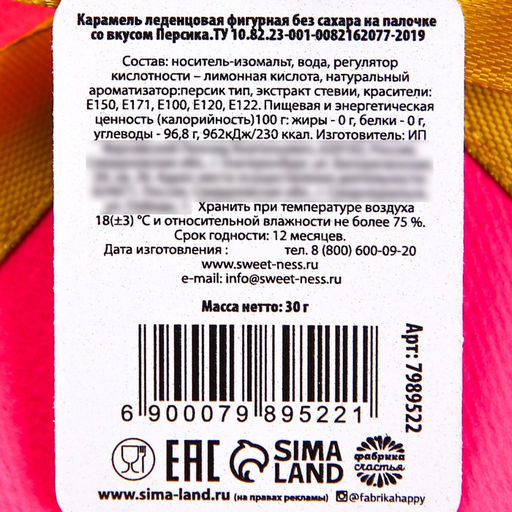 Карамель леденцовая фигурная без сахара на палочке
со вкусом Персика.ТУ 10.82.23-001-0082162077-2019
Состав: носитель-изомальт, вода, регулятор
кислотности – лимонная кислота, натуральный
ароматизатор:персик тип, экстракт стевии, красители:
Е150, Е171, Е100, Е120, Е122. Пищевая и энергетическая
ценность (калорийность)100 г: жиры - 0 г, белки - 0 г,
углеводы - 96,8 г, 962кДж/230 ккал. Изготовитель: ИП
Хранить при температуре воздуха
18(±3) °С и относительной влажности не более 75 %.
Срок годности: 12 месяцев.
Дата изготовления : тел. 8 (800) 600-09-20
www.sweet-ness.ru
e-mail: info@sweet-ness.ru
Масса нетто: 30 г
Арт: 7989522
6 900079 895221
EAC
SIMA
LAND
фабрика
счастья
www.sima-land.ru (на правах рекламы)
@fabrikahappy